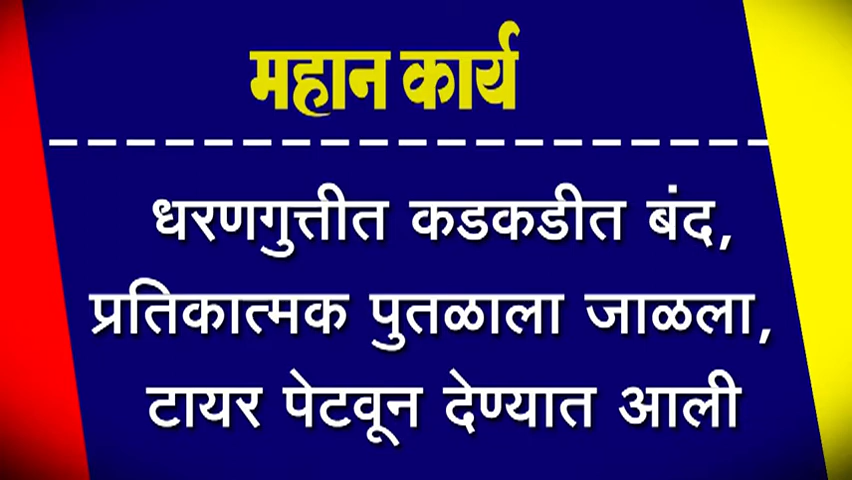 महान कार्य
धरणगुत्तीत कडकडीत बंद,
प्रतिकात्मक पुतळाला जाळला,
टायर पेटवून देण्यात आली